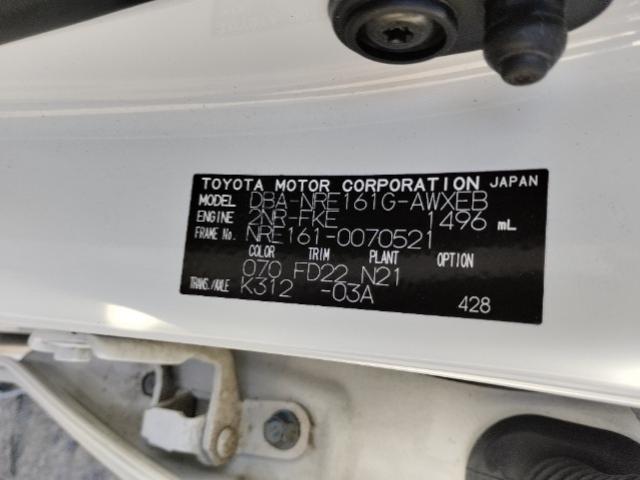 TOYOTA MOTOR CORPORATION JAPAN
MODEL DBA-NRE161G-AWXEB
ENGINE 2NR-FKE 1496 mL
FRAME No. NRE161-0070521
COLOR TRIM PLANT OPTION
070 FD22 N21
TRANS./AXLE K312 -03A
428